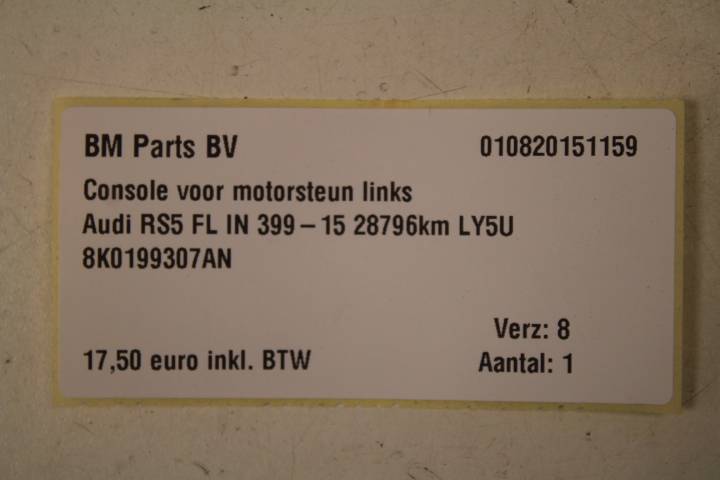 BM Parts BV 010820151159
Console voor motorsteun links
Audi RS5 FL IN 399 – 15 28796km LY5U
8K0199307AN
Verz: 8
17,50 euro inkl. BTW Aantal: 1